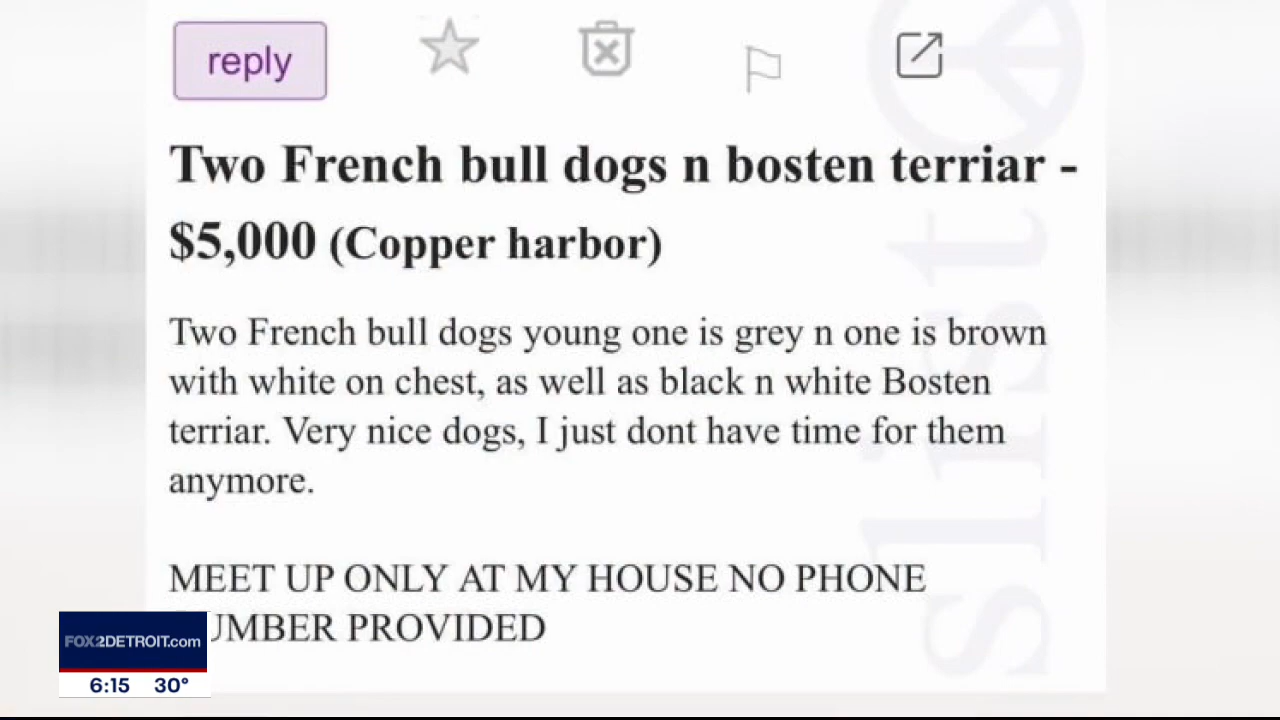 reply
Two French bull dogs n bosten terriar -
$5,000 (Copper harbor)
Two French bull dogs young one is grey n one is brown
with white on chest, as well as black n white Bosten
terriar. Very nice dogs, I just dont have time for them
anymore.
MEET UP ONLY AT MY HOUSE NO PHONE
UMBER PROVIDED
slist
FOX2DETROIT.com
6:15 30°